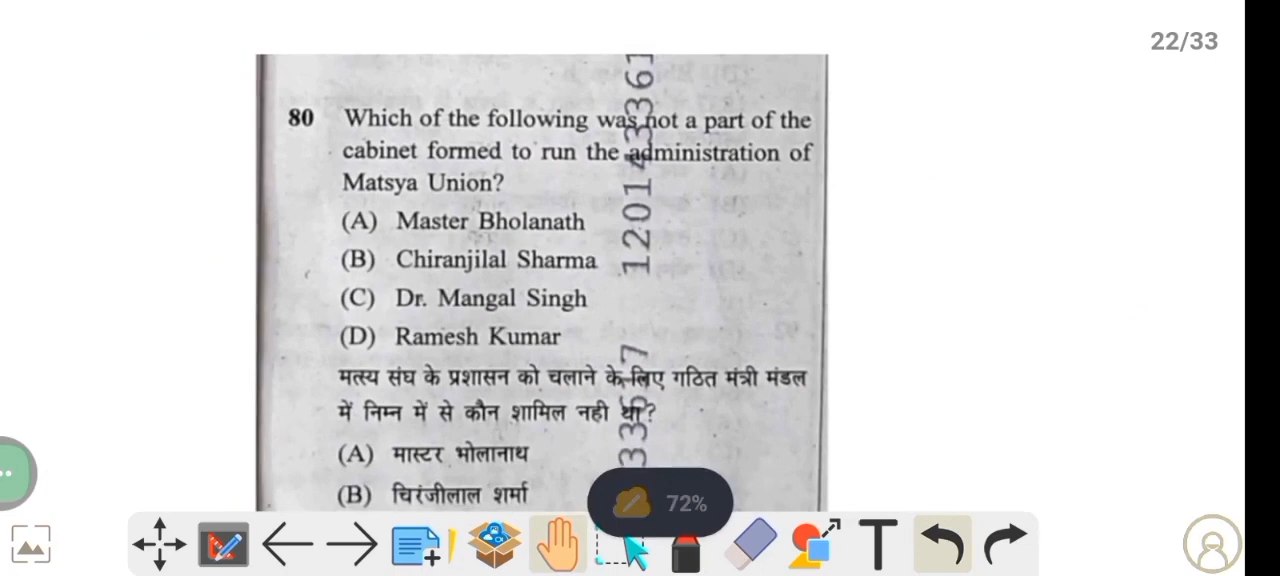 22/33
80 Which of the following was not a part of the
cabinet formed to run the administration of
Matsya Union?
(A) Master Bholanath
(B) Chiranjilal Sharma
(C) Dr. Mangal Singh
(D) Ramesh Kumar
मत्स्य संघ के प्रशासन को चलाने के लिए गठित मंत्री मंडल
में निम्न में से कौन शामिल नही था?
(A) मास्टर भोलानाथ
(B) चिरंजीलाल शर्मा
72%
T